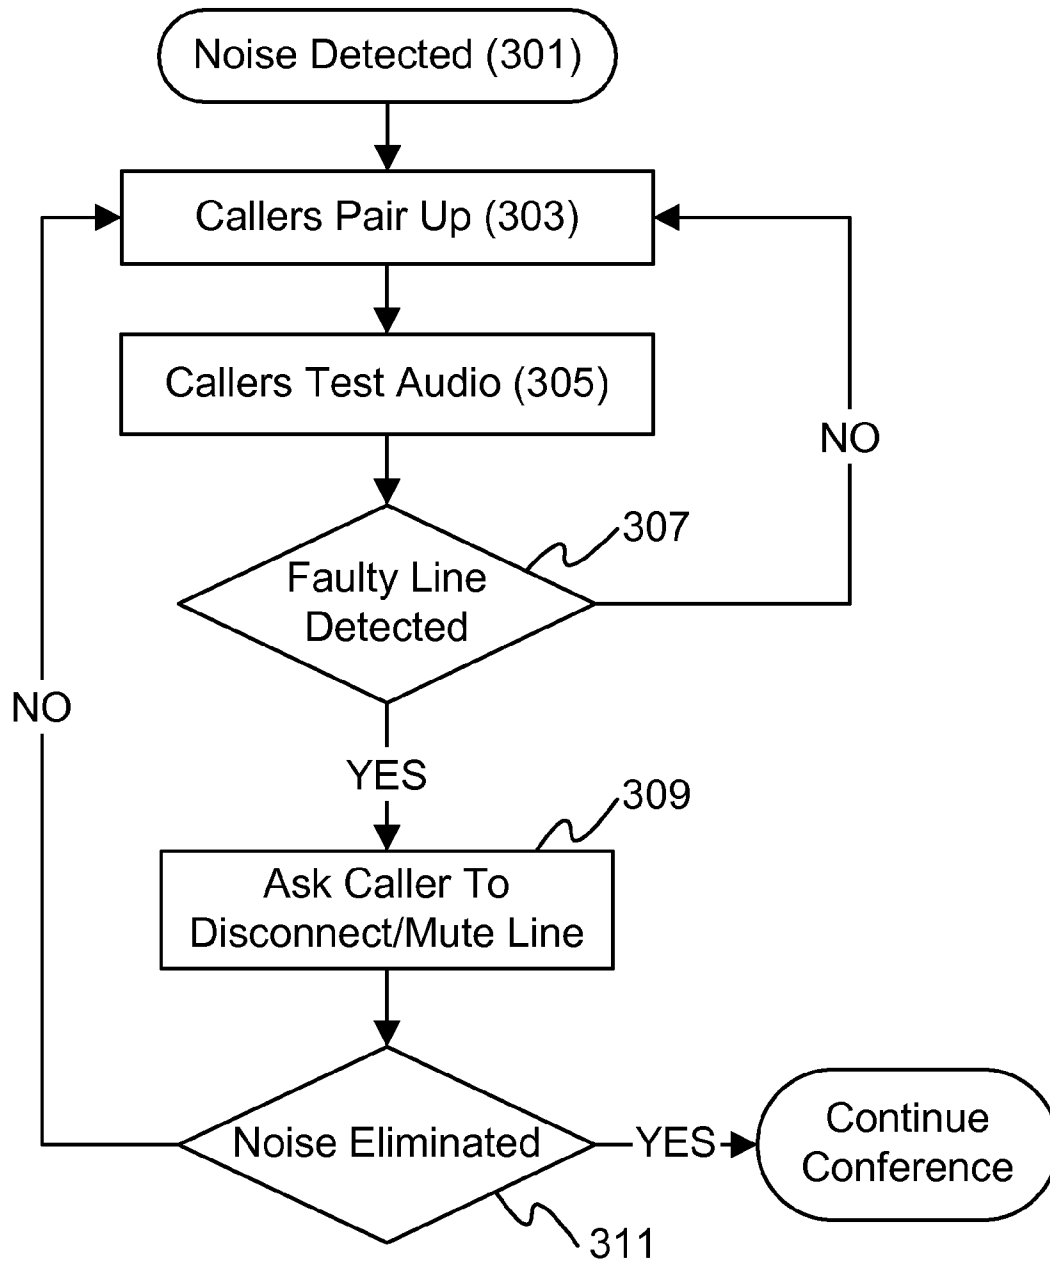 Noise Detected (301)
Callers Pair Up (303)
Callers Test Audio (305)
NO
307
Faulty Line
Detected
NO
YES
309
Ask Caller To
Disconnect/Mute Line
Noise Eliminated
YES
Continue
Conference
311